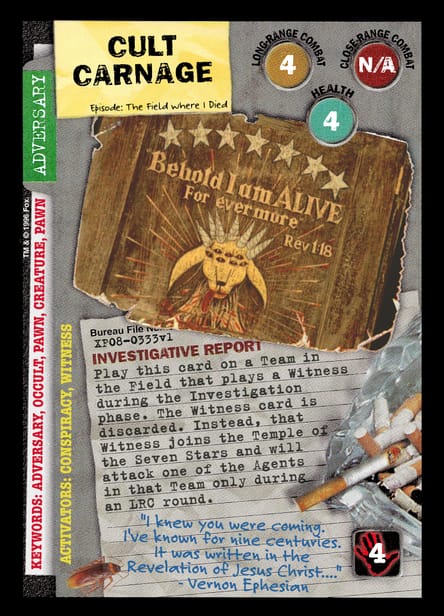 CULT
CARNAGE
Episode: The Field Where I Died
LONG-RANGE COMBAT
4
CLOSE-RANGE COMBAT
N/A
HEALTH
4
ADVERSARY
TM & © 1996 Fox.
KEYWORDS: ADVERSARY, OCCULT, PAWN, CREATURE, PAWN
ACTIVATORS: CONSPIRACY, WITNESS
Behold I am ALIVE
For evermore
Rev 1:18
Bureau File
XF08-0333v1
INVESTIGATIVE REPORT
Play this card on a Team in
the Field that plays a Witness
during the Investigation
phase. The Witness card is
discarded. Instead, that
Witness joins the Temple of
the Seven Stars and will
attack one of the Agents
in that Team only during
an LRC round.
"I knew you were coming.
I've known for nine centuries.
It was written in the
Revelation of Jesus Christ...."
- Vernon Ephesian
4